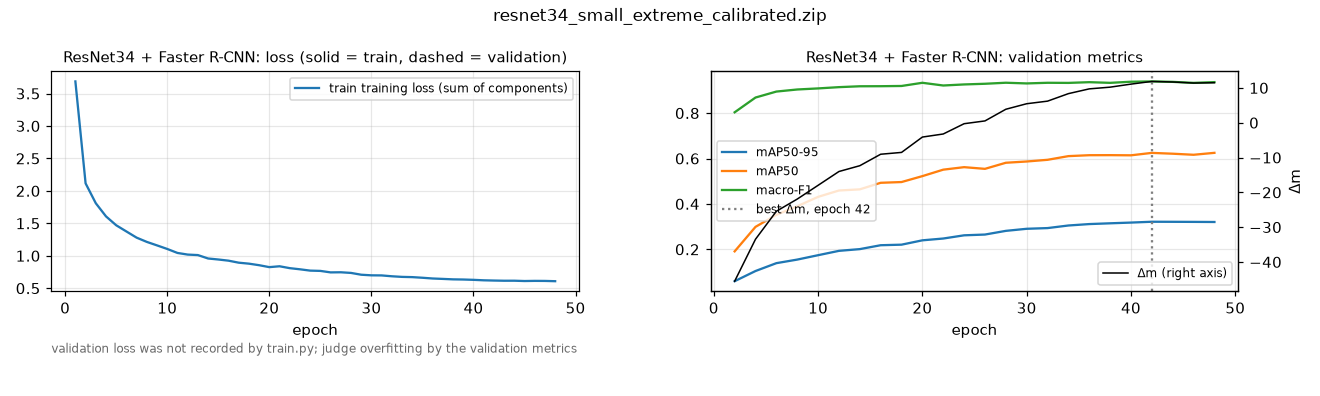 resnet34_small_extreme_calibrated.zip
ResNet34 + Faster R-CNN: loss (solid = train, dashed = validation)
train training loss (sum of components)
3.5
3.0
2.5
2.0
1.5
1.0
0.5
0 10 20 30 40 50
epoch
validation loss was not recorded by train.py; judge overfitting by the validation metrics
ResNet34 + Faster R-CNN: validation metrics
0.8
0.6
0.4
0.2
mAP50-95
mAP50
macro-F1
best Δm, epoch 42
Δm (right axis)
10
0
−10
−20
−30
−40
Δm
0 10 20 30 40 50
epoch